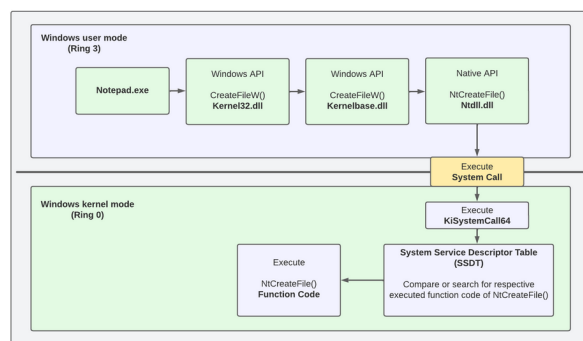 Windows user mode
(Ring 3)
Notepad.exe
Windows API
CreateFileW()
Kernel32.dll
Windows API
CreateFileW()
Kernelbase.dll
Native API
NtCreateFile()
Ntdll.dll
Execute
System Call
Windows kernel mode
(Ring 0)
Execute
KiSystemCall64
System Service Descriptor Table
(SSDT)
Compare or search for respective
executed function code of NtCreateFile()
Execute
NtCreateFile()
Function Code